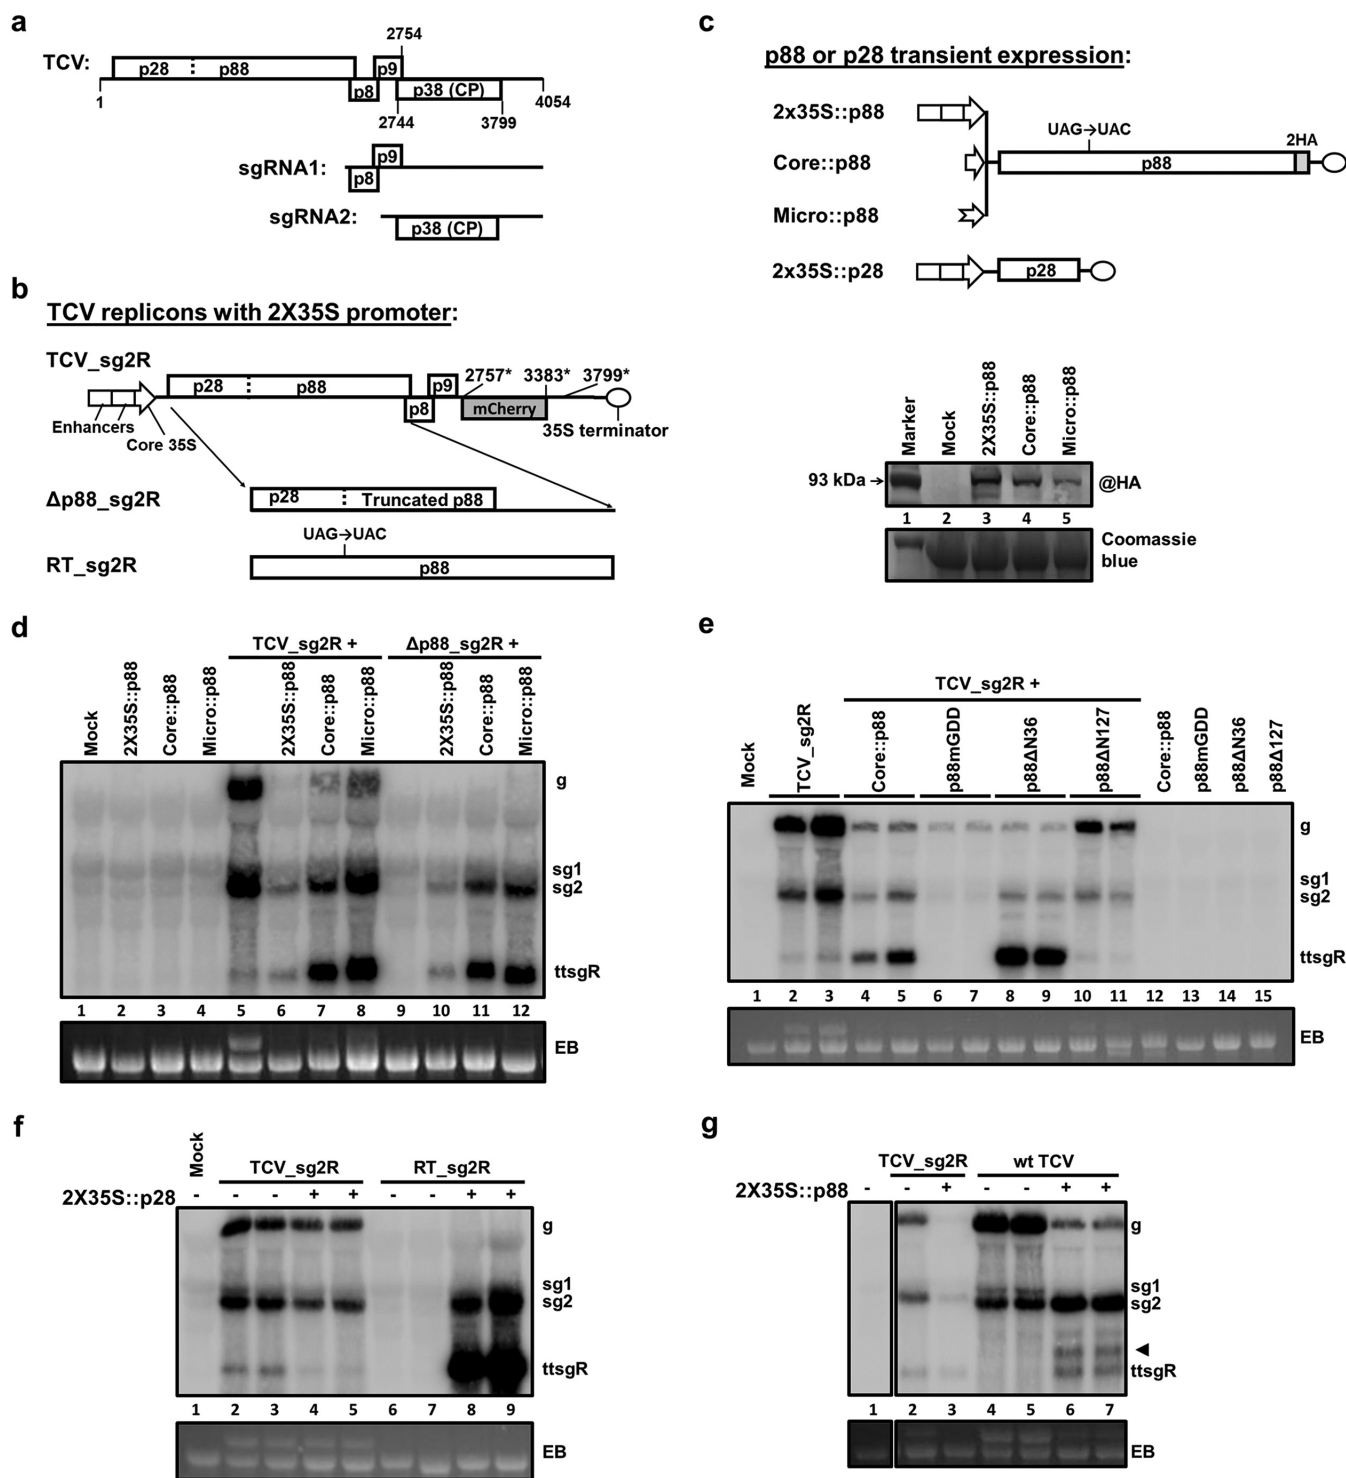 a
TCV:
p28
p88
p9
2754
p8
p38 (CP)
1
2744
3799
4054
sgRNA1:
p9
p8
sgRNA2:
p38 (CP)
b
TCV replicons with 2X35S promoter:
TCV_sg2R
p28
p88
p9
2757*
3383*
3799*
p8
mCherry
Enhancers
Core 35S
35S terminator
Δp88_sg2R
p28
Truncated p88
UAG→UAC
RT_sg2R
p88
c
p88 or p28 transient expression:
2x35S::p88
UAG→UAC
2HA
Core::p88
p88
Micro::p88
2x35S::p28
p28
Marker
Mock
2X35S::p88
Core::p88
Micro::p88
93 kDa→
@HA
1 2 3 4 5
Coomassie
blue
d
TCV_sg2R +
Δp88_sg2R +
Mock
2X35S::p88
Core::p88
Micro::p88
2X35S::p88
Core::p88
Micro::p88
2X35S::p88
Core::p88
Micro::p88
g
sg1
sg2
ttsgR
1 2 3 4 5 6 7 8 9 10 11 12
EB
e
TCV_sg2R +
Mock
TCV_sg2R
Core::p88
p88mGDD
p88ΔN36
p88ΔN127
Core::p88
p88mGDD
p88ΔN36
p88Δ127
g
sg1
sg2
ttsgR
1 2 3 4 5 6 7 8 9 10 11 12 13 14 15
EB
f
Mock
TCV_sg2R
RT_sg2R
2X35S::p28
- - - + + - - + +
g
sg1
sg2
ttsgR
1 2 3 4 5 6 7 8 9
EB
g
TCV_sg2R
wt TCV
2X35S::p88
- - + - - + +
g
sg1
sg2
ttsgR
1 2 3 4 5 6 7
EB